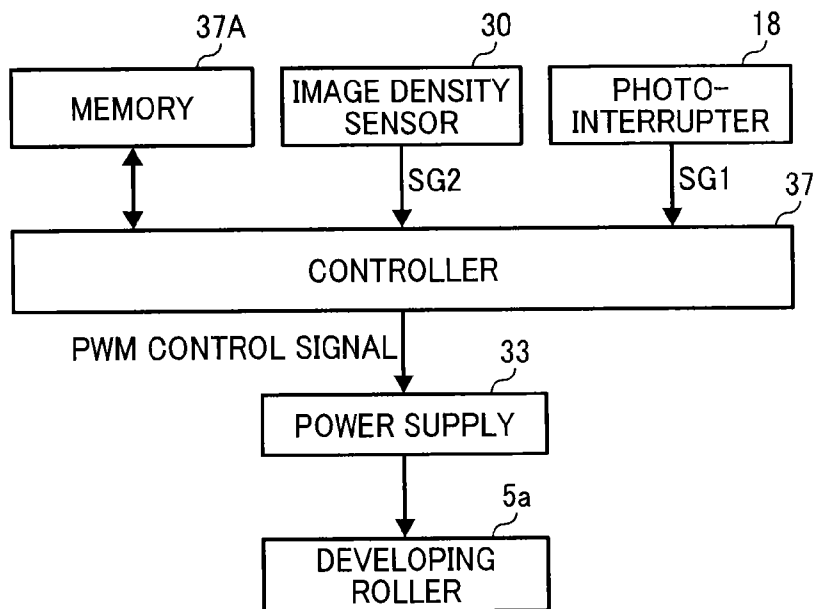 37A
30
18
MEMORY
IMAGE DENSITY
SENSOR
PHOTO-
INTERRUPTER
SG2
SG1
37
CONTROLLER
PWM CONTROL SIGNAL
33
POWER SUPPLY
5a
DEVELOPING
ROLLER